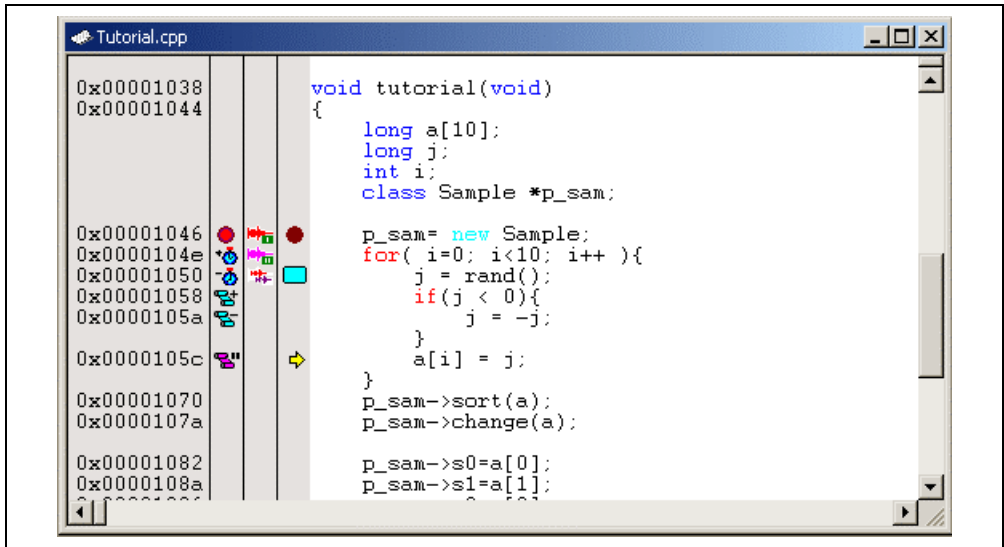 Tutorial.cpp
0x00001038 void tutorial(void)
0x00001044 {
long a[10];
long j;
int i;
class Sample *p_sam;
0x00001046 p_sam= new Sample;
0x0000104e for( i=0; i<10; i++ ){
0x00001050 j = rand();
0x00001058 if(j < 0){
0x0000105a j = -j;
}
0x0000105c a[i] = j;
}
0x00001070 p_sam->sort(a);
0x0000107a p_sam->change(a);
0x00001082 p_sam->s0=a[0];
0x0000108a p_sam->s1=a[1];